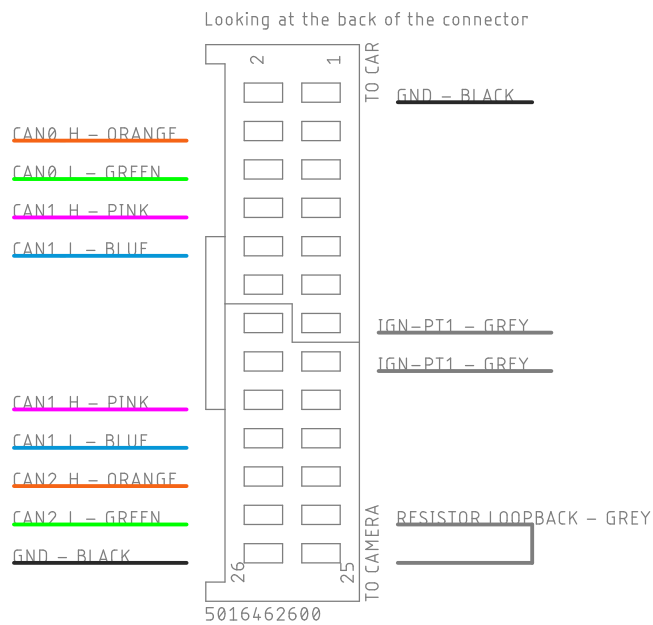 Looking at the back of the connector
2
1
TO CAR
GND – BLACK
CAN0 H – ORANGE
CAN0 L – GREEN
CAN1 H – PINK
CAN1 L – BLUE
IGN–PT1 – GREY
IGN–PT1 – GREY
CAN1 H – PINK
CAN1 L – BLUE
CAN2 H – ORANGE
CAN2 L – GREEN
RESISTOR LOOPBACK – GREY
GND – BLACK
26
25
TO CAMERA
5016462600